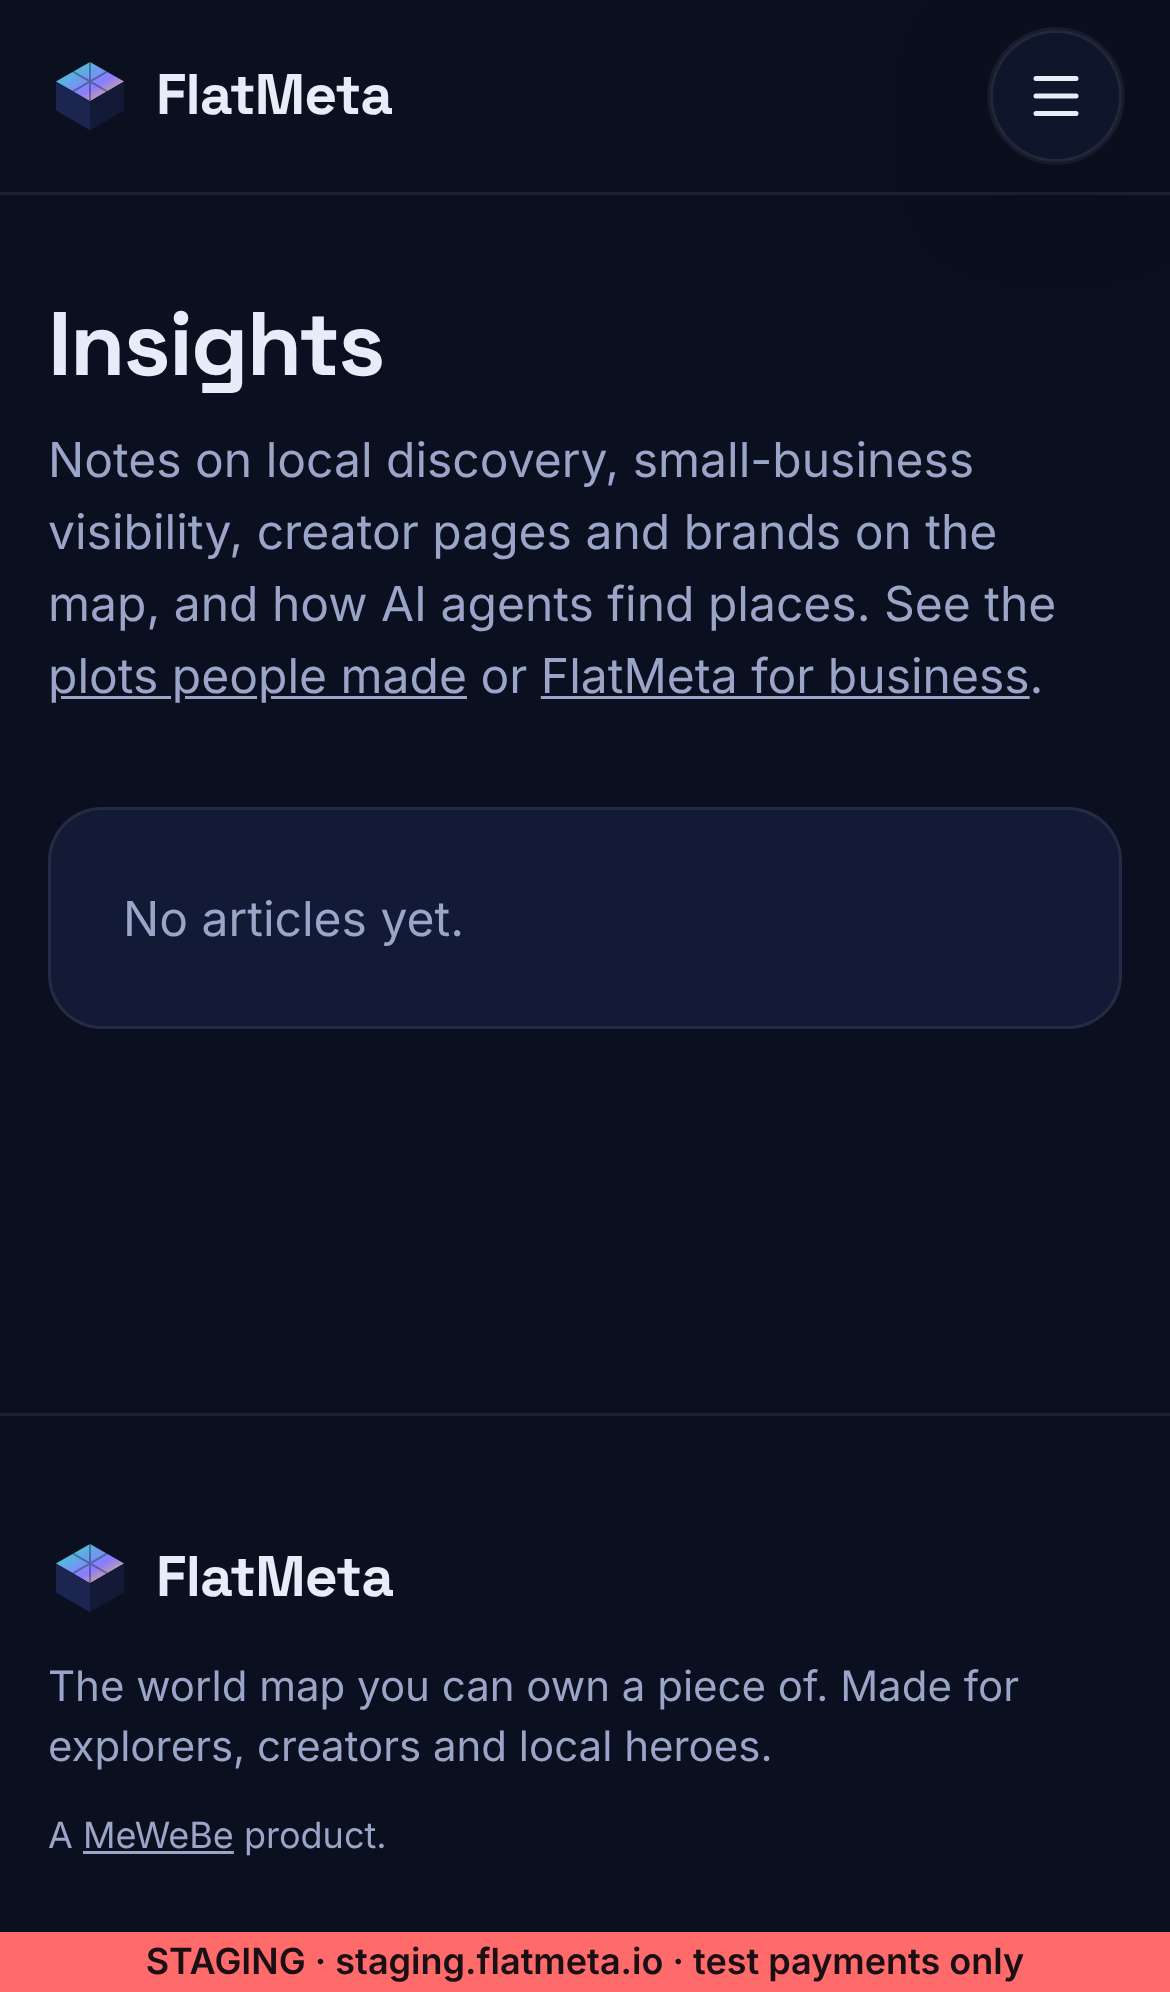 FlatMeta
Insights
Notes on local discovery, small-business
visibility, creator pages and brands on the
map, and how AI agents find places. See the
plots people made or FlatMeta for business.
No articles yet.
FlatMeta
The world map you can own a piece of. Made for
explorers, creators and local heroes.
A MeWeBe product.
STAGING · staging.flatmeta.io · test payments only